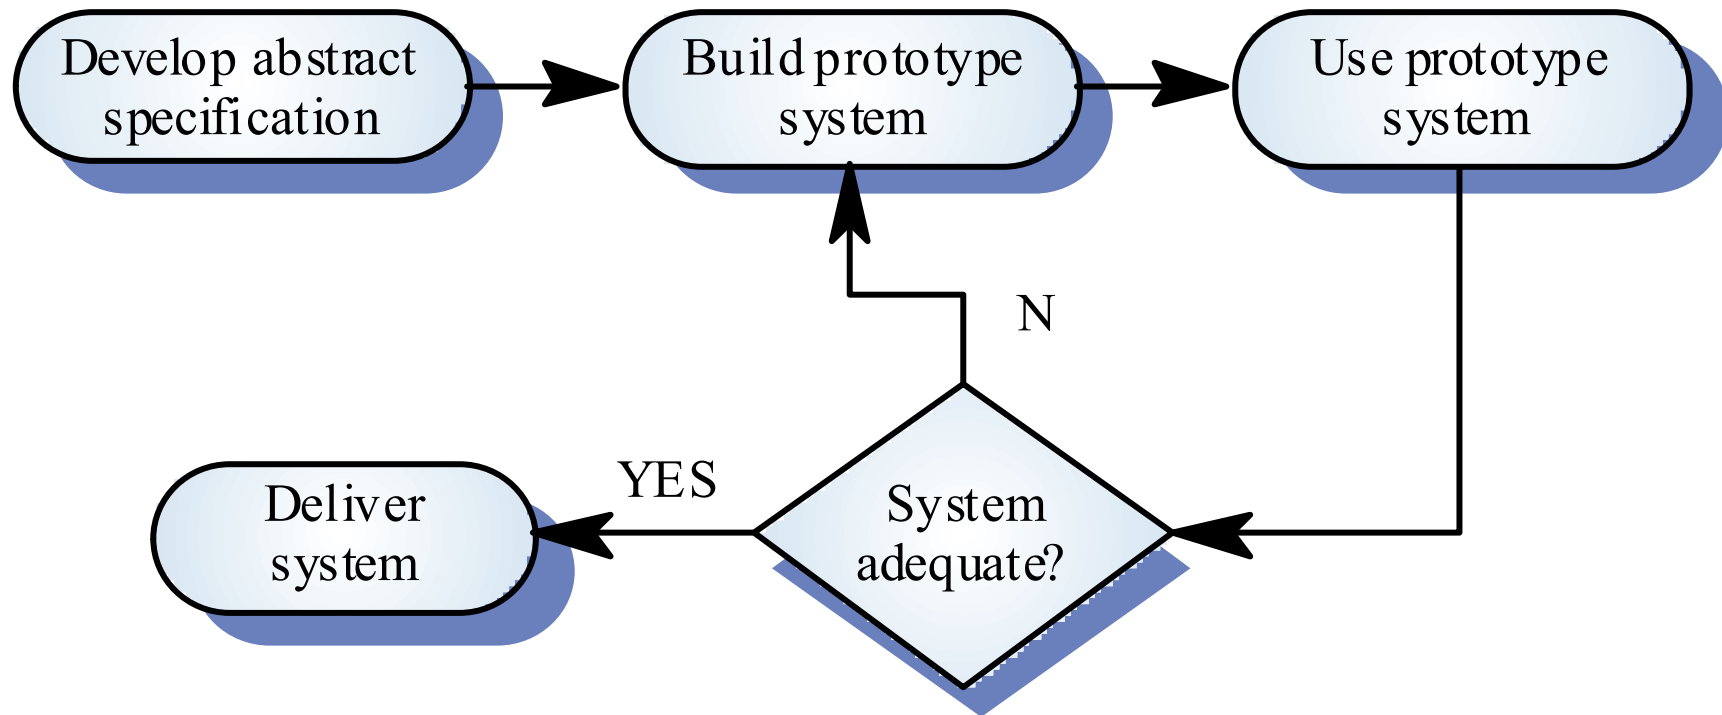 Develop abstract
specification
Build prototype
system
Use prototype
system
N
YES
Deliver
system
System
adequate?